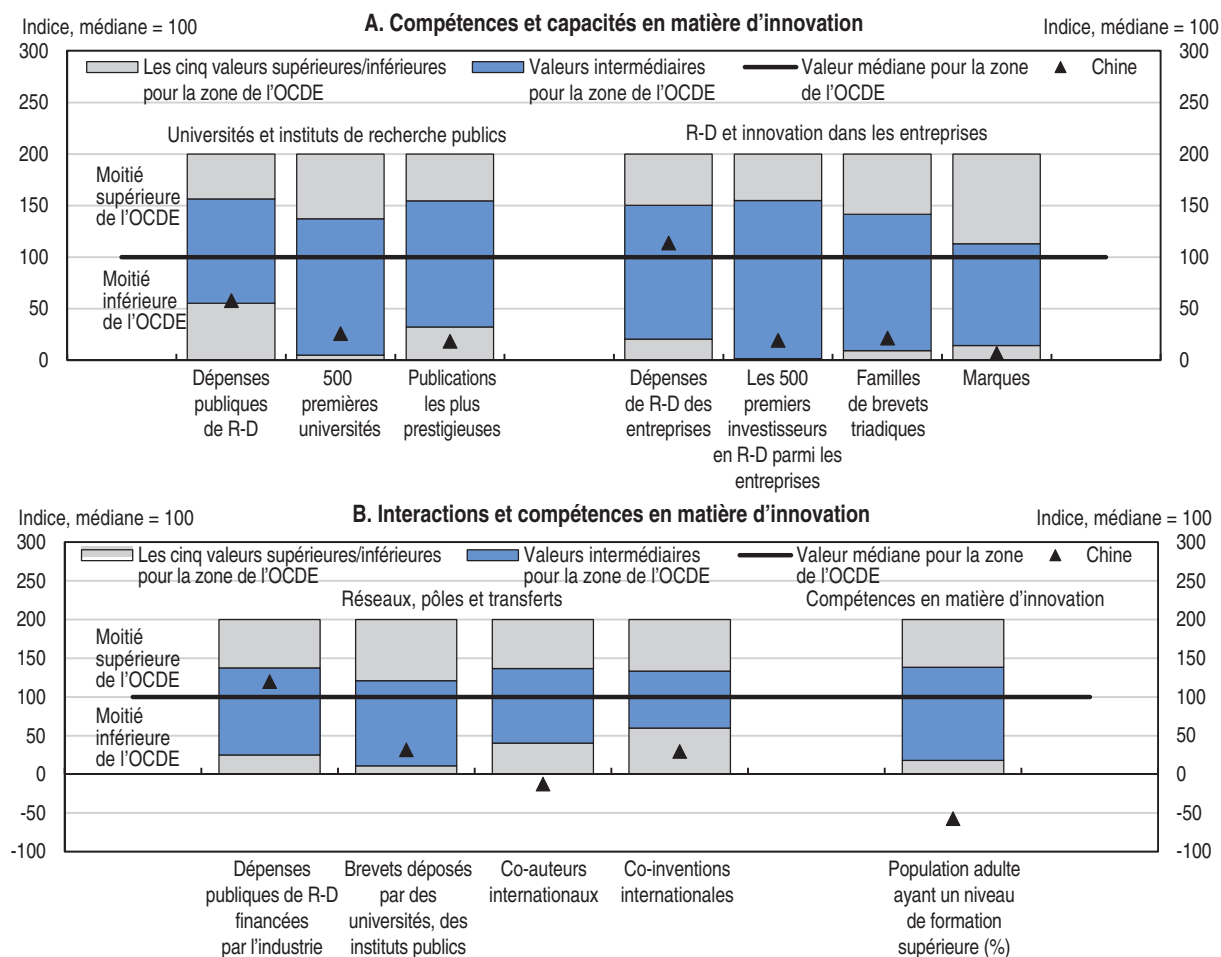 A. Compétences et capacités en matière d'innovation
Indice, médiane = 100
Indice, médiane = 100
Les cinq valeurs supérieures/inférieures
pour la zone de l'OCDE
Valeurs intermédiaires
pour la zone de l'OCDE
Valeur médiane pour la zone
de l'OCDE
Chine
Universités et instituts de recherche publics
R-D et innovation dans les entreprises
Moitié
supérieure
de l'OCDE
Moitié
inférieure
de l'OCDE
300
250
200
150
100
50
0
300
250
200
150
100
50
0
Dépenses
publiques
de R-D
500
premières
universités
Publications
les plus
prestigieuses
Dépenses
de R-D des
entreprises
Les 500
premiers
investisseurs
en R-D parmi les
entreprises
Familles
de brevets
triadiques
Marques
B. Interactions et compétences en matière d'innovation
Indice, médiane = 100
Indice, médiane = 100
Les cinq valeurs supérieures/inférieures
pour la zone de l'OCDE
Valeurs intermédiaires
pour la zone de l'OCDE
Valeur médiane pour la zone
de l'OCDE
Chine
Réseaux, pôles et transferts
Compétences en matière d'innovation
Moitié
supérieure
de l'OCDE
Moitié
inférieure
de l'OCDE
300
250
200
150
100
50
0
-50
-100
300
250
200
150
100
50
0
-50
-100
Dépenses
publiques de R-D
financées
par l'industrie
Brevets déposés
par des
universités, des
instituts publics
Co-auteurs
internationaux
Co-inventions
internationales
Population adulte
ayant un niveau
de formation
supérieure (%)